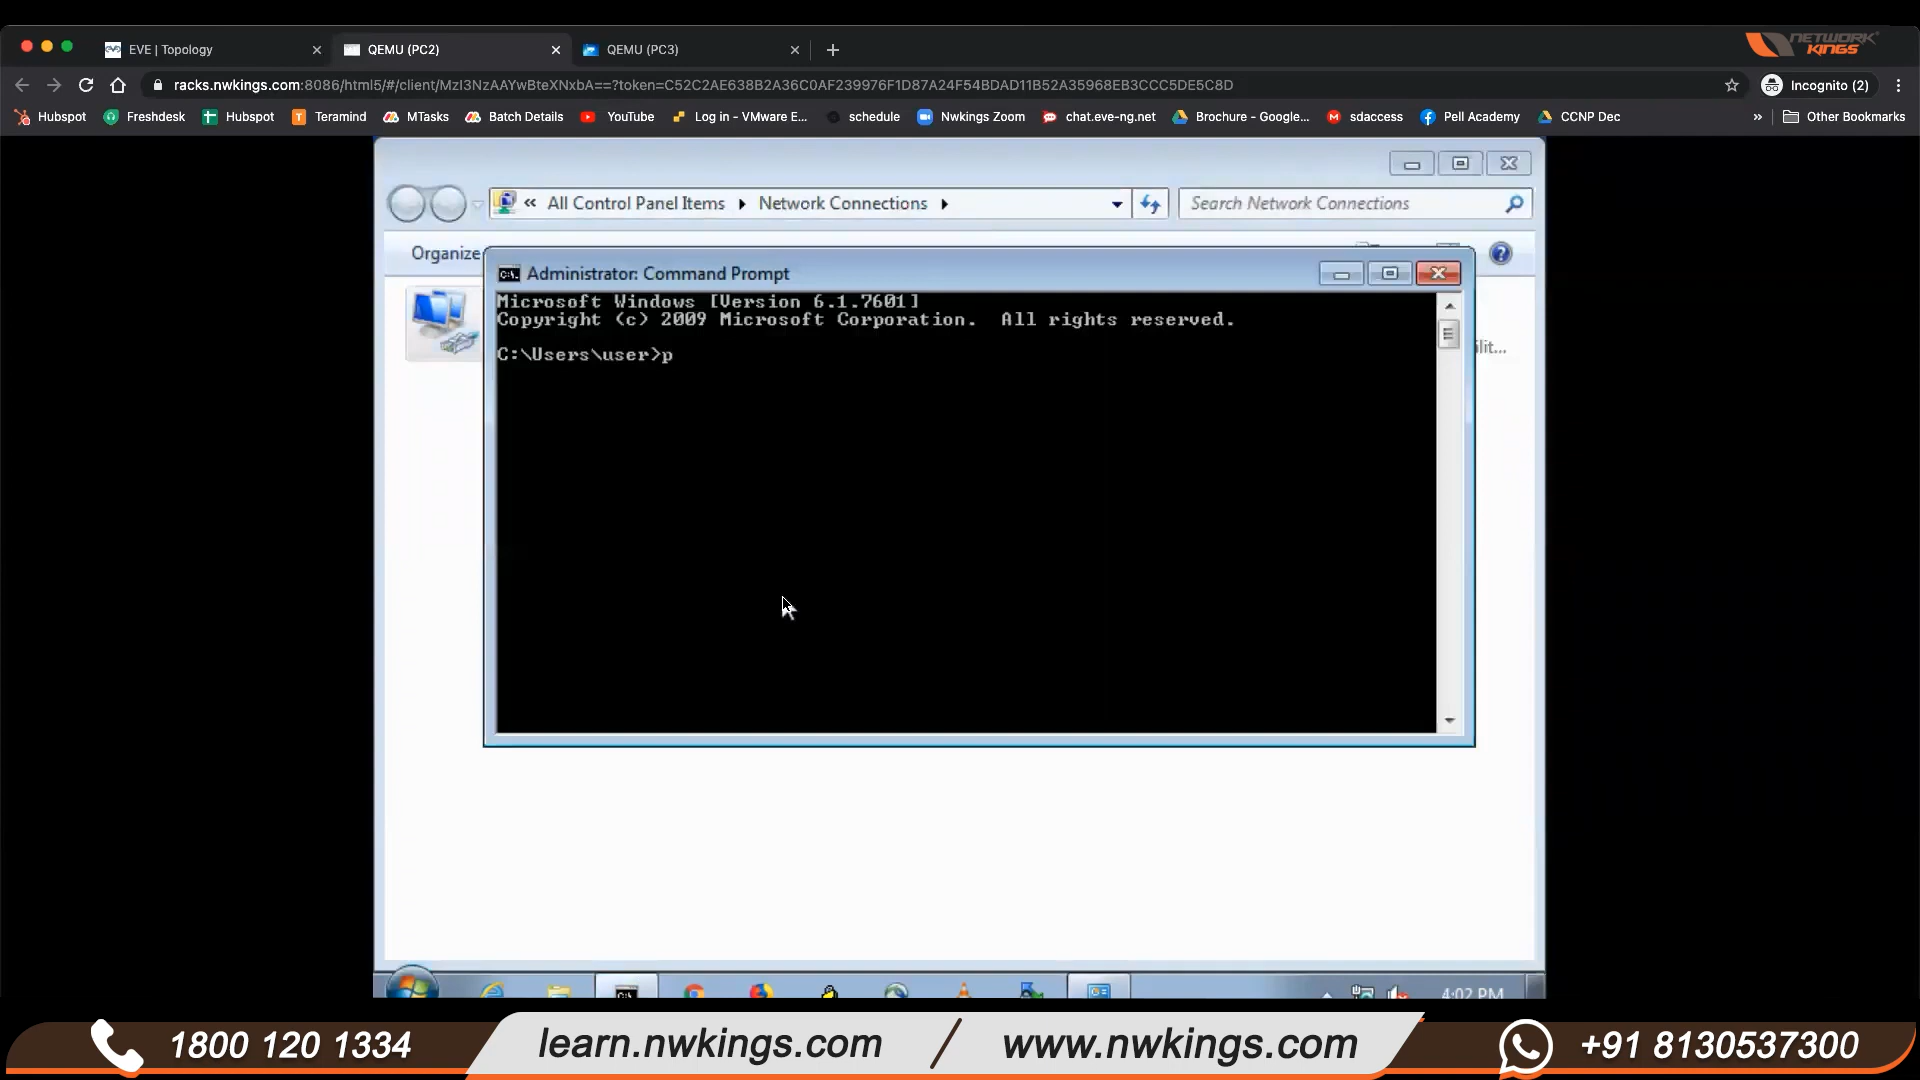 EVE | Topology
QEMU (PC2)
QEMU (PC3)
NETWORK
KINGS
racks.nwkings.com:8086/html5/#/client/MzI3NzAAYwBteXNxbA==?token=C52C2AE638B2A36C0AF239976F1D87A24F54BDAD11B52A35968EB3CCC5DE5C8D
Incognito (2)
Hubspot
Freshdesk
Hubspot
Teramind
MTasks
Batch Details
YouTube
Log in - VMware E...
schedule
Nwkings Zoom
chat.eve-ng.net
Brochure - Google...
sdaccess
Pell Academy
CCNP Dec
»
Other Bookmarks
« All Control Panel Items ▸ Network Connections ▸
Search Network Connections
Organize
Administrator: Command Prompt
Microsoft Windows [Version 6.1.7601]
Copyright (c) 2009 Microsoft Corporation. All rights reserved.
C:\Users\user>p
ilit...
4:02 PM
1800 120 1334
learn.nwkings.com / www.nwkings.com
+91 8130537300